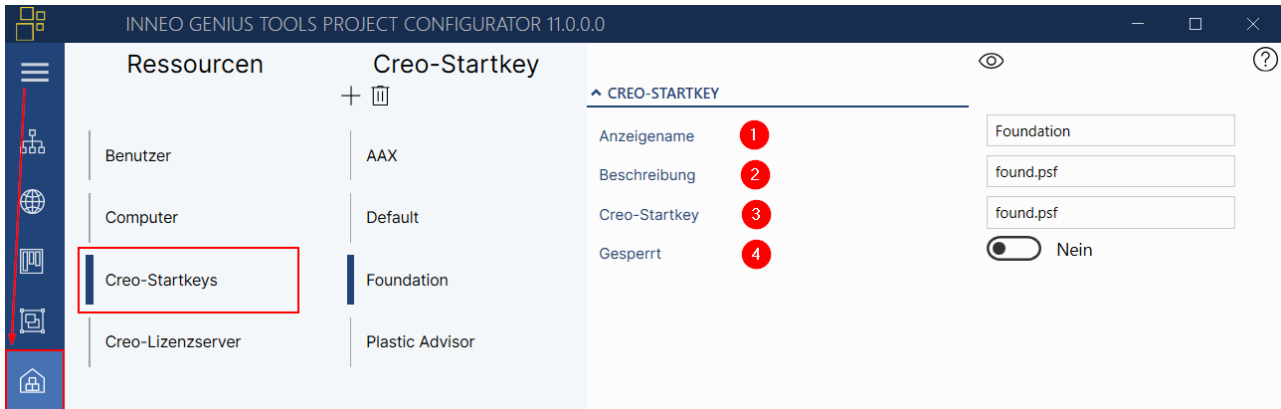 INNEO GENIUS TOOLS PROJECT CONFIGURATOR 11.0.0.0
Ressourcen
Benutzer
Computer
Creo-Startkeys
Creo-Lizenzserver
Creo-Startkey
AAX
Default
Foundation
Plastic Advisor
CREO-STARTKEY
Anzeigename 1 Foundation
Beschreibung 2 found.psf
Creo-Startkey 3 found.psf
Gesperrt 4 Nein